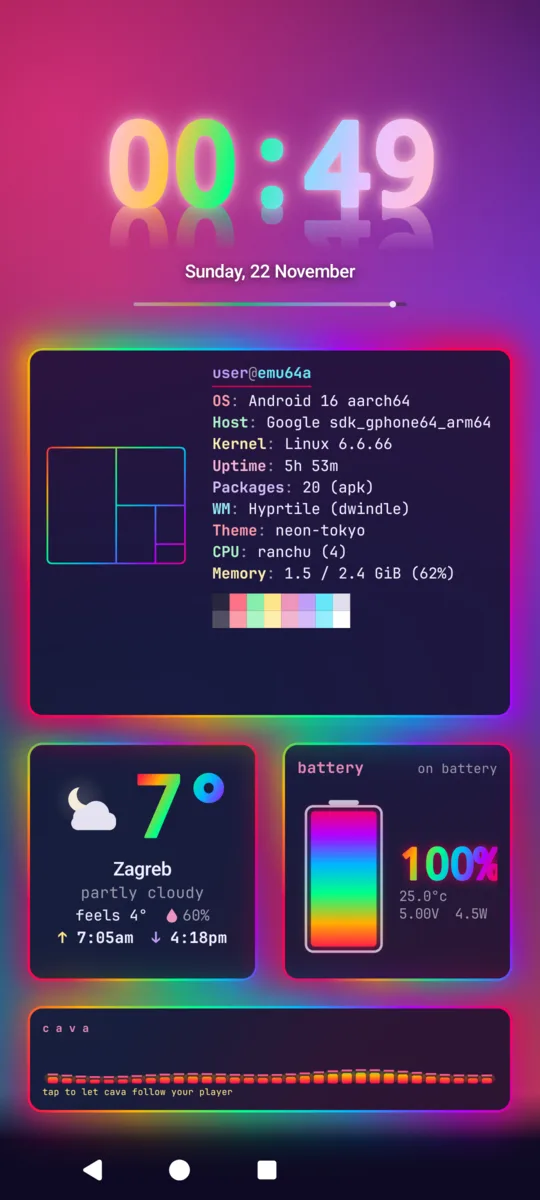 00:49
Sunday, 22 November
user@emu64a
OS: Android 16 aarch64
Host: Google sdk_gphone64_arm64
Kernel: Linux 6.6.66
Uptime: 5h 53m
Packages: 20 (apk)
WM: Hyprtile (dwindle)
Theme: neon-tokyo
CPU: ranchu (4)
Memory: 1.5 / 2.4 GiB (62%)
7°
Zagreb
partly cloudy
feels 4° 60%
↑ 7:05am ↓ 4:18pm
battery on battery
100%
25.0°c
5.00V 4.5W
cava
tap to let cava follow your player